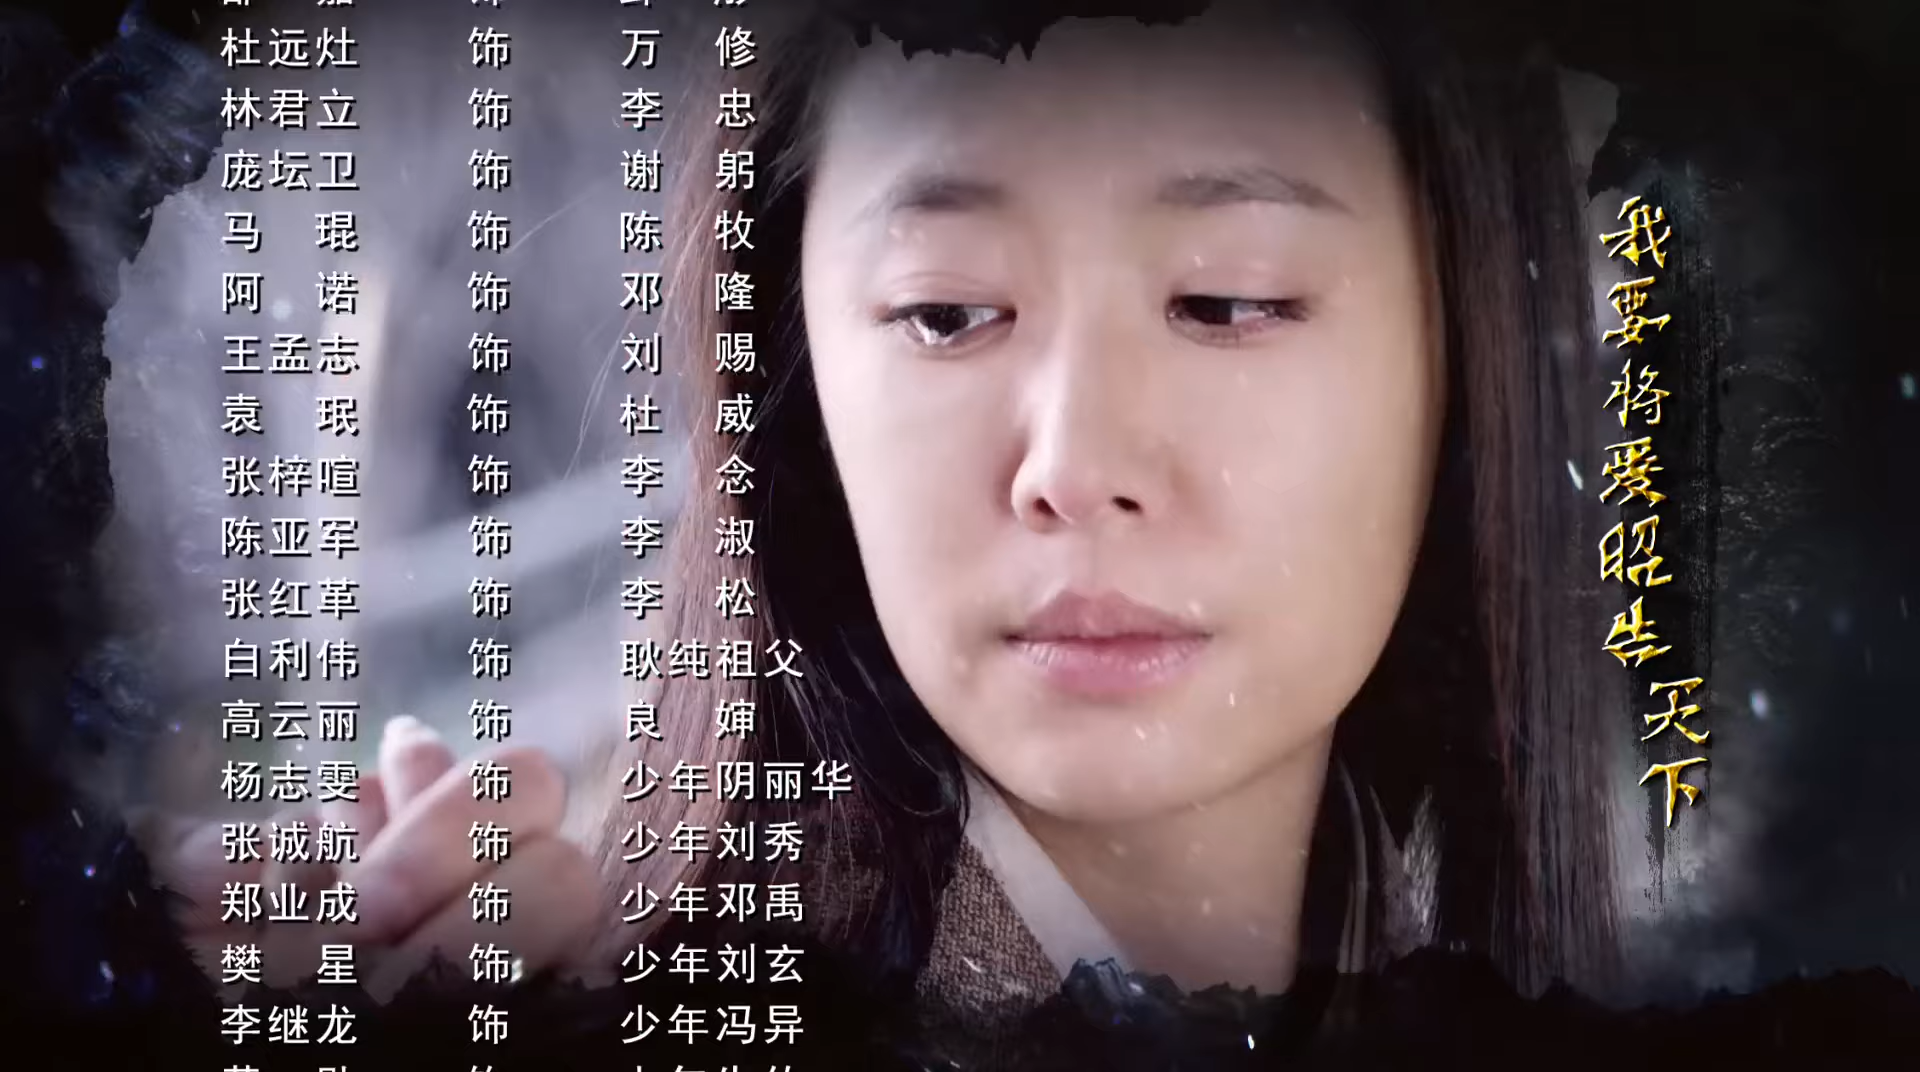 杜远灶 饰 万修
林君立 饰 李忠
庞坛卫 饰 谢躬
马琨 饰 陈牧
阿诺 饰 邓隆
王孟志 饰 刘赐
袁珉 饰 杜威
张梓喧 饰 李念
陈亚军 饰 李淑
张红革 饰 李松
白利伟 饰 耿纯祖父
高云丽 饰 良婶
杨志雯 饰 少年阴丽华
张诚航 饰 少年刘秀
郑业成 饰 少年邓禹
樊星 饰 少年刘玄
李继龙 饰 少年冯异
我要将爱昭告天下